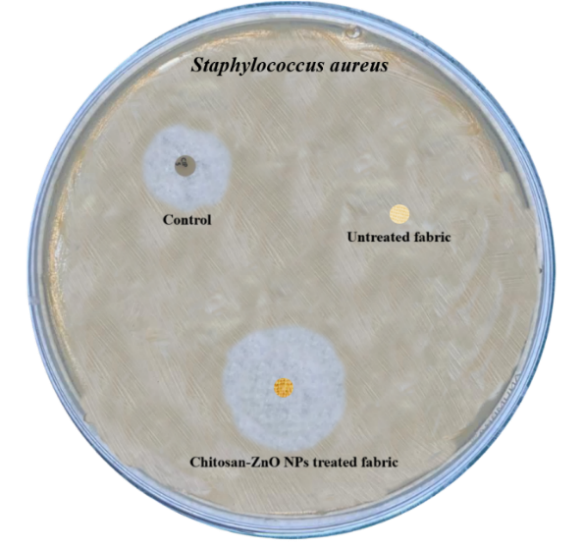 Staphylococcus aureus
Control
Untreated fabric
Chitosan-ZnO NPs treated fabric